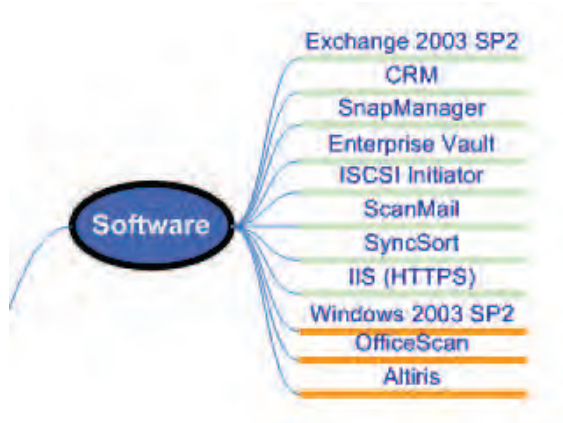 Exchange 2003 SP2
CRM
SnapManager
Enterprise Vault
ISCSI Initiator
ScanMail
Software
SyncSort
IIS (HTTPS)
Windows 2003 SP2
OfficeScan
Altiris